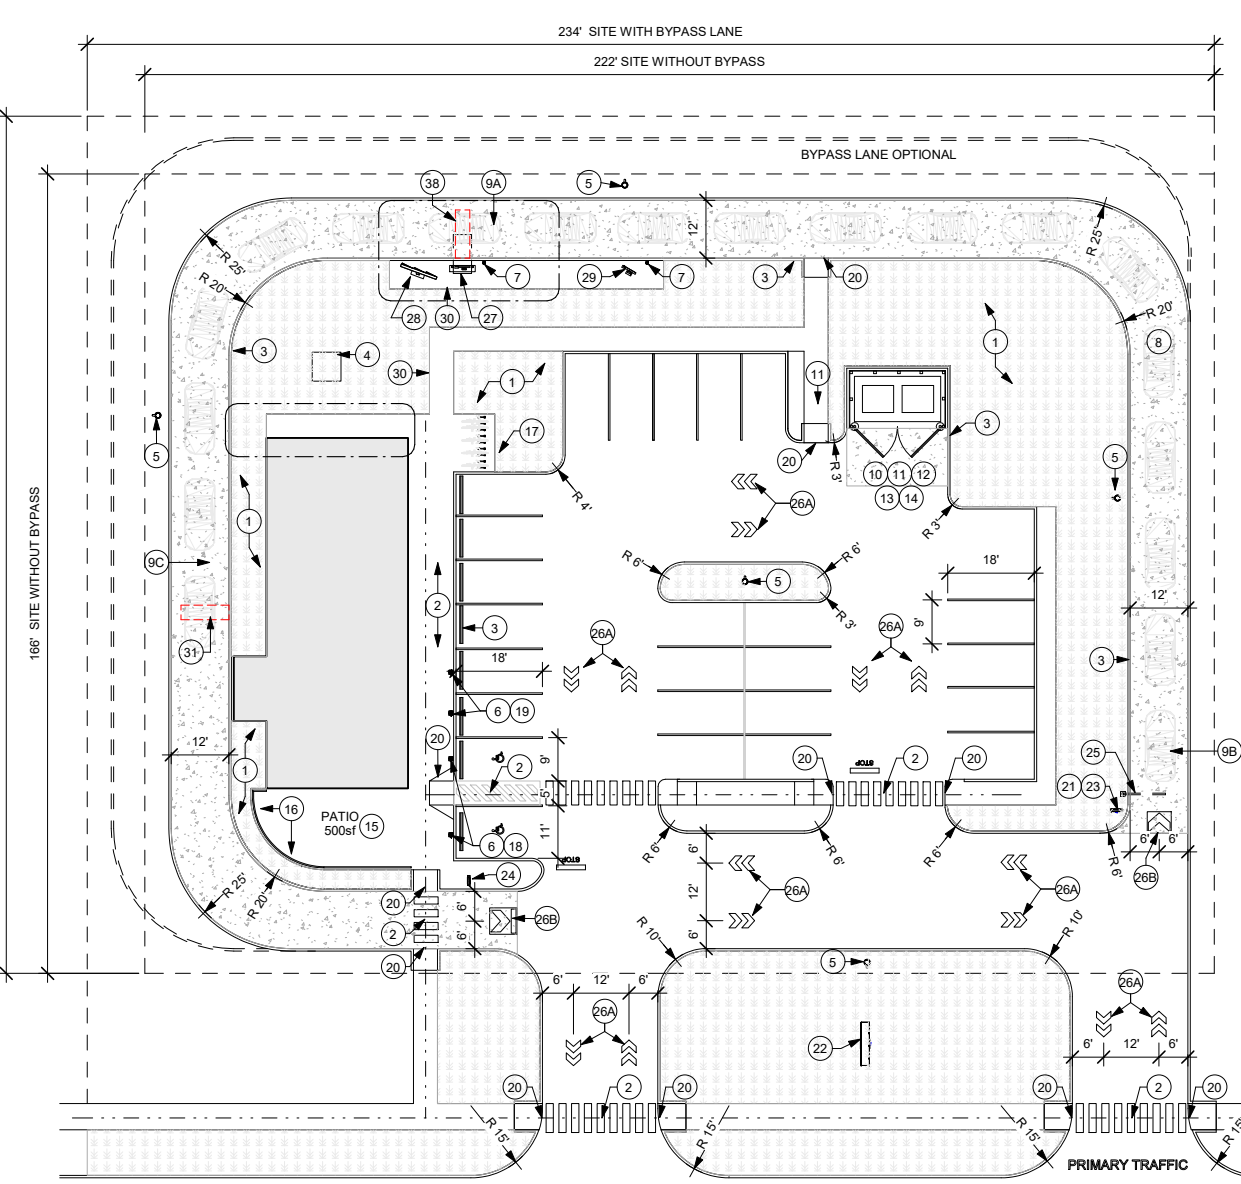 234' SITE WITH BYPASS LANE
222' SITE WITHOUT BYPASS
BYPASS LANE OPTIONAL
38
9A
5
12'
R 25'
R 25'
R 20'
7
29
7
3
20
28
30
27
R 20'
3
4
30
1
1
8
11
17
3
5
5
20
R 3'
10 11 12
13 14
R 4'
26A
R 3'
1
166' SITE WITHOUT BYPASS
9C
R 6'
R 6'
5
18'
12'
2
R 3'
9'
3
26A
26A
31
18'
3
6 19
12'
20
9B
1
2
9'
20
STOP
2
20
25
5'
21 23
16
PATIO
500sf 15
11'
6 18
R 6'
R 6'
R 6'
R 6'
6' 6'
6'
STOP
24
26A
26A
26B
R 25'
R 20'
20
6'
12'
26B
2
6'
6'
R 10'
R 10'
20
5
6' 12' 6'
26A
26A
22
6' 12' 6'
20
2
20
20
2
20
R 15'
R 15'
R 15'
R 15'
PRIMARY TRAFFIC